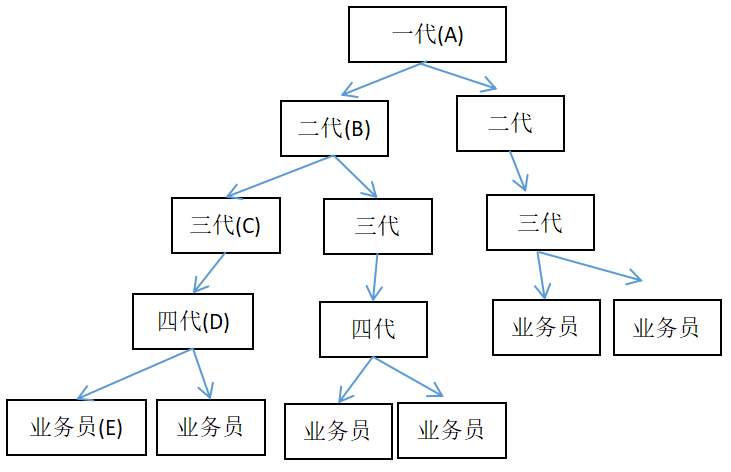 一代(A)
二代(B)
二代
三代(C)
三代
三代
四代(D)
四代
业务员
业务员
业务员(E)
业务员
业务员
业务员